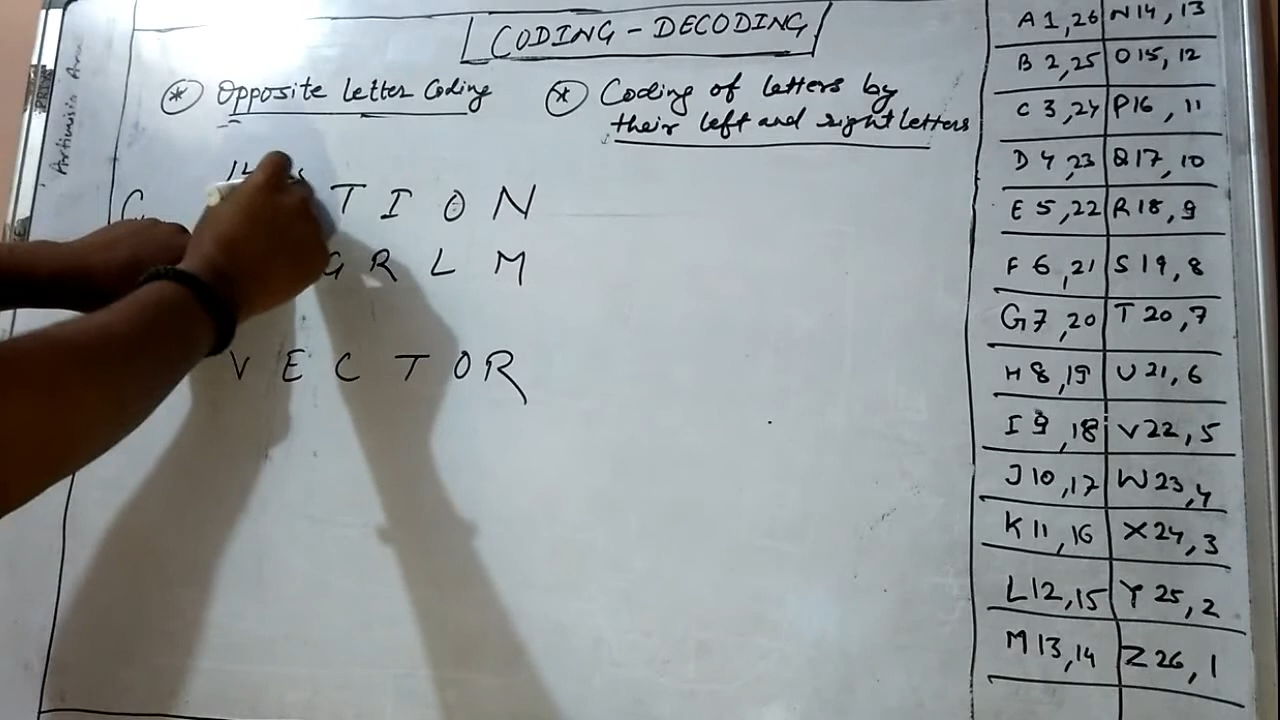 CODING - DECODING
* Opposite Letter Coding
* Coding of letters by
their left and right letters
C TION
GRLM
VECTOR
A 1, 26 N 14, 13
B 2, 25 O 15, 12
C 3, 24 P 16, 11
D 4, 23 Q 17, 10
E 5, 22 R 18, 9
F 6, 21 S 19, 8
G 7, 20 T 20, 7
H 8, 19 U 21, 6
I 9, 18 V 22, 5
J 10, 17 W 23, 4
K 11, 16 X 24, 3
L 12, 15 Y 25, 2
M 13, 14 Z 26, 1